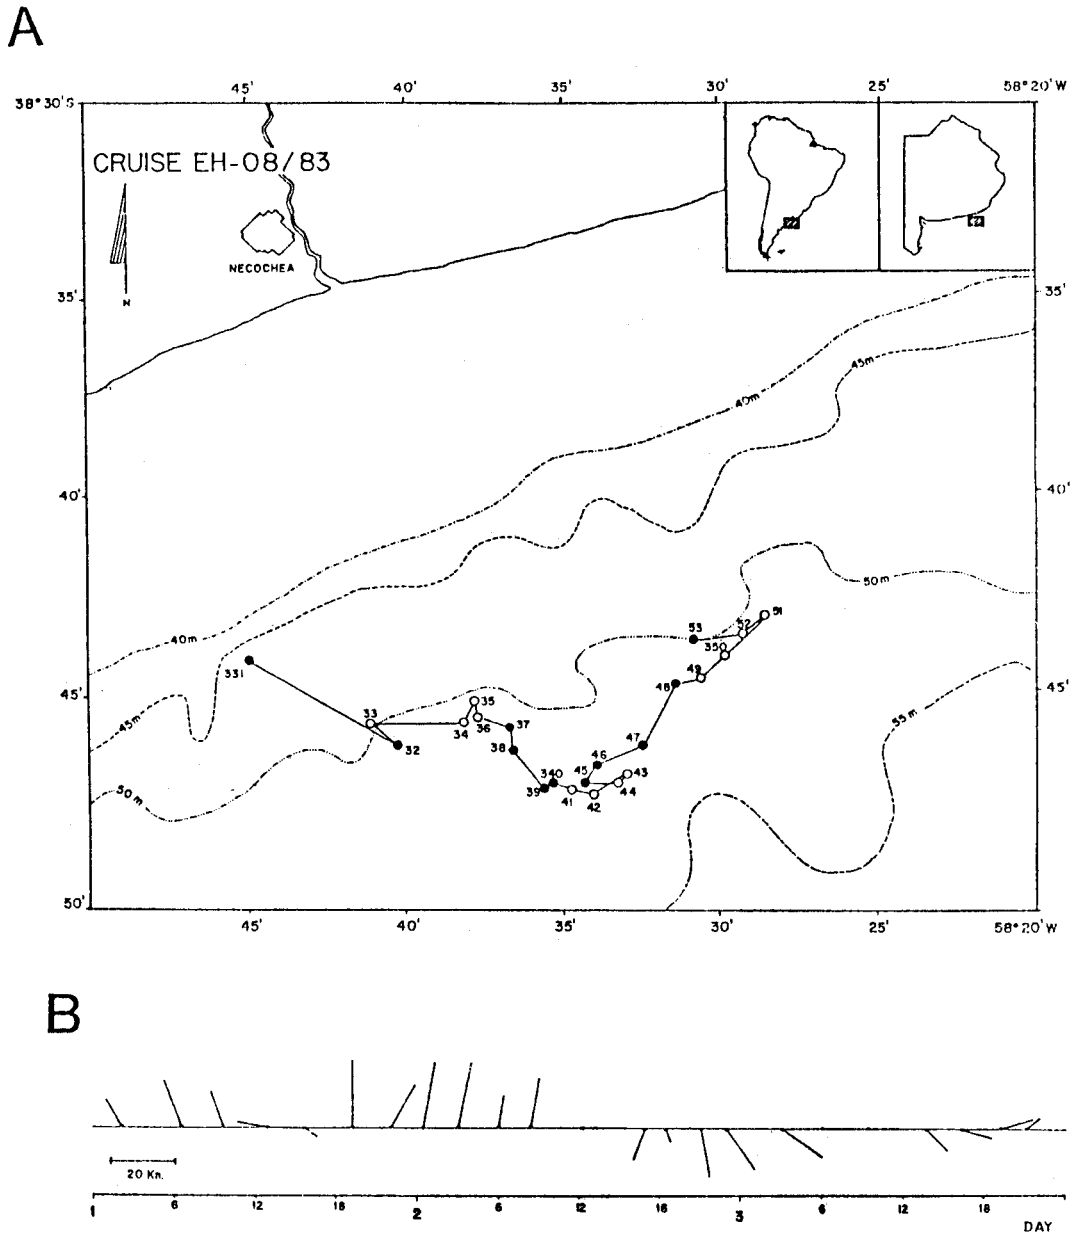 A
45' 40' 35' 30' 25' 58°20'W
38°30'S
CRUISE EH-08/83
NECOCHEA
N
35' 35'
45m
40m
40' 40'
50m
51
53 52
40m 350
331 49
48
45' 45'
35
33 34 36 37
45m 55m
32 38 47
46
50m 340 45 43
39 41 42 44
50'
45' 40' 35' 30' 25' 58°20'W
B
20 Kn.
1 6 12 18 2 6 12 18 3 6 12 18
DAY